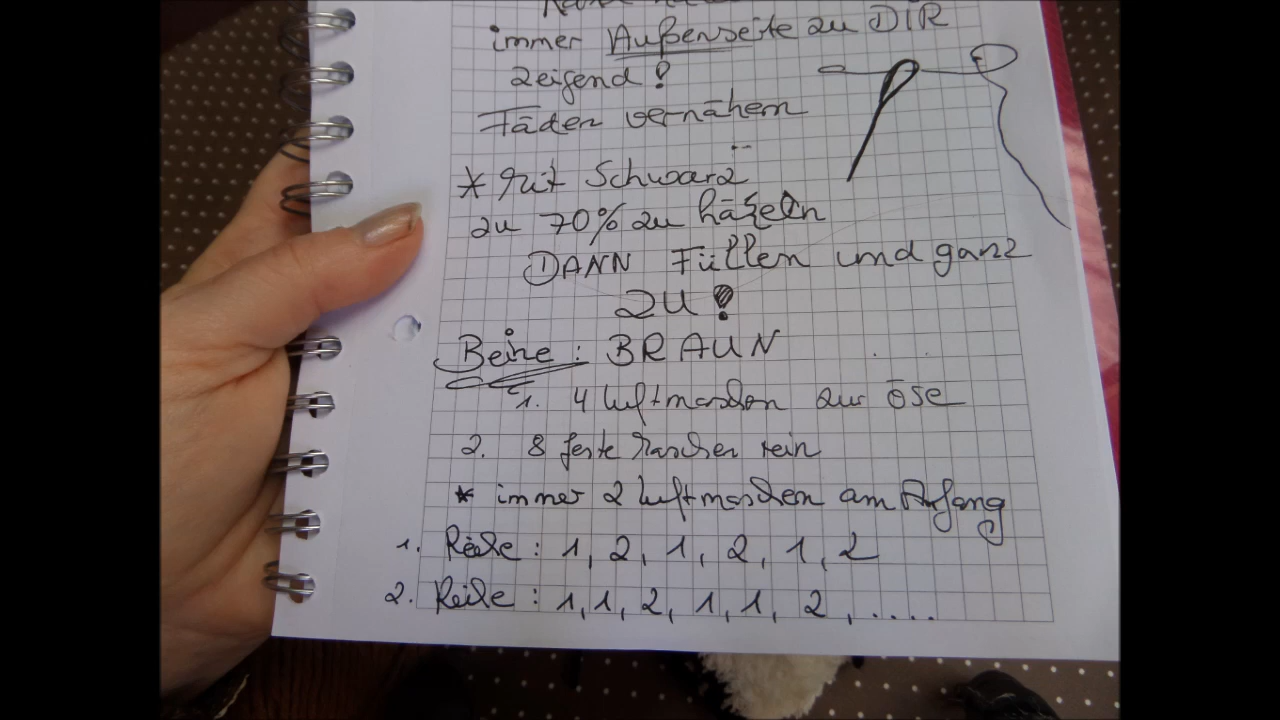 immer Außenseite zu DIR
zeigend!
Fäden vernähen
* mit Schwarz
zu 70% zu häkeln
DANN Füllen und ganz
ZU!
Beine: BRAUN
1. 4 Luftmaschen zur Öse
2. 8 feste Maschen rein
* immer 2 Luftmaschen am Anfang
1. Reihe: 1, 2, 1, 2, 1, 2
2. Reihe: 1, 1, 2, 1, 1, 2, ....